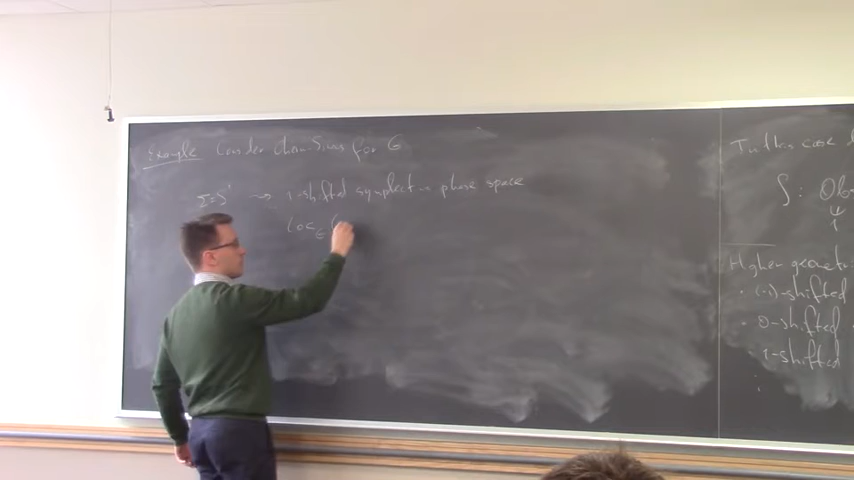 Example Consider Chern-Simons for G
Σ=S¹ ⇝ 1-shifted symplectic phase space
Loc_G(
In this case
∫: Ob
Higher geomet
• (-1)-shifted
• 0-shifted
1-shifted